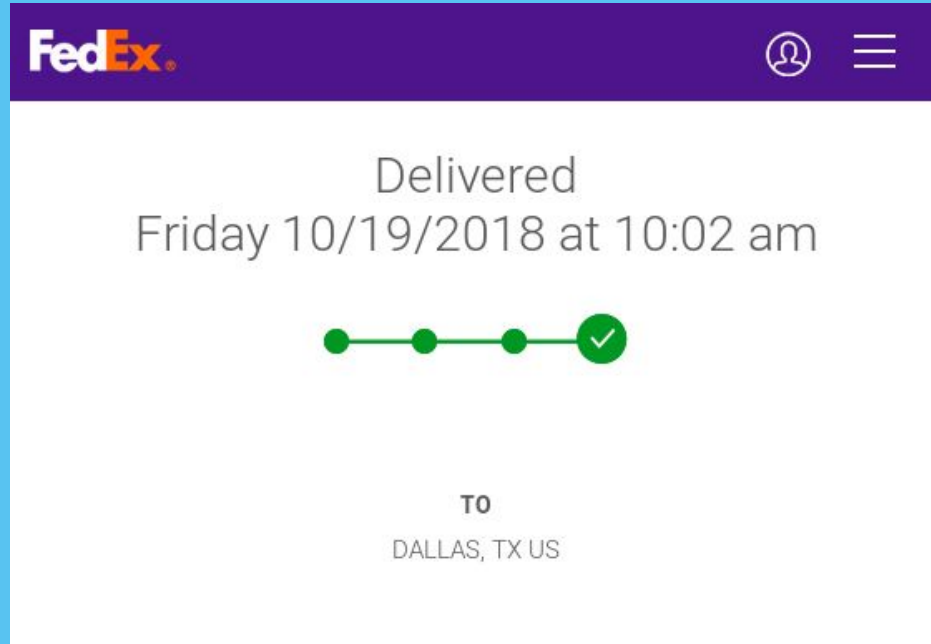 FedEx®
Delivered
Friday 10/19/2018 at 10:02 am
TO
DALLAS, TX US